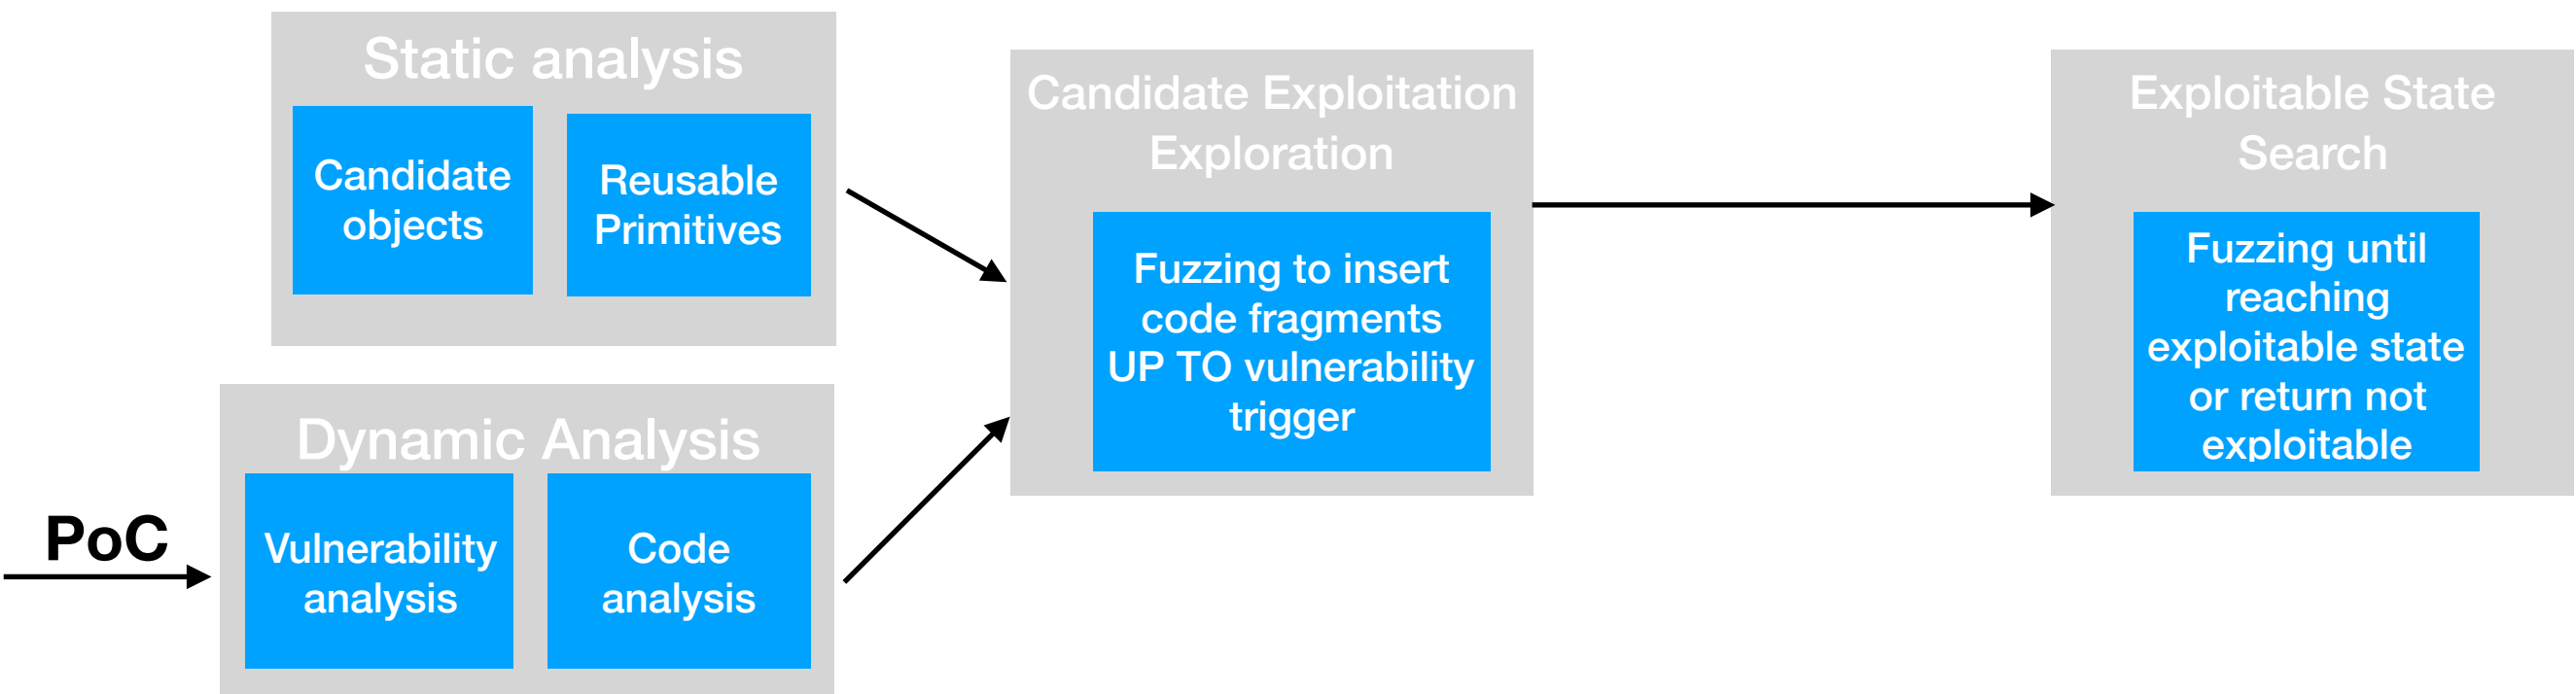 Static analysis
Candidate
objects
Reusable
Primitives
PoC
Dynamic Analysis
Vulnerability
analysis
Code
analysis
Candidate Exploitation
Exploration
Fuzzing to insert
code fragments
UP TO vulnerability
trigger
Exploitable State
Search
Fuzzing until
reaching
exploitable state
or return not
exploitable